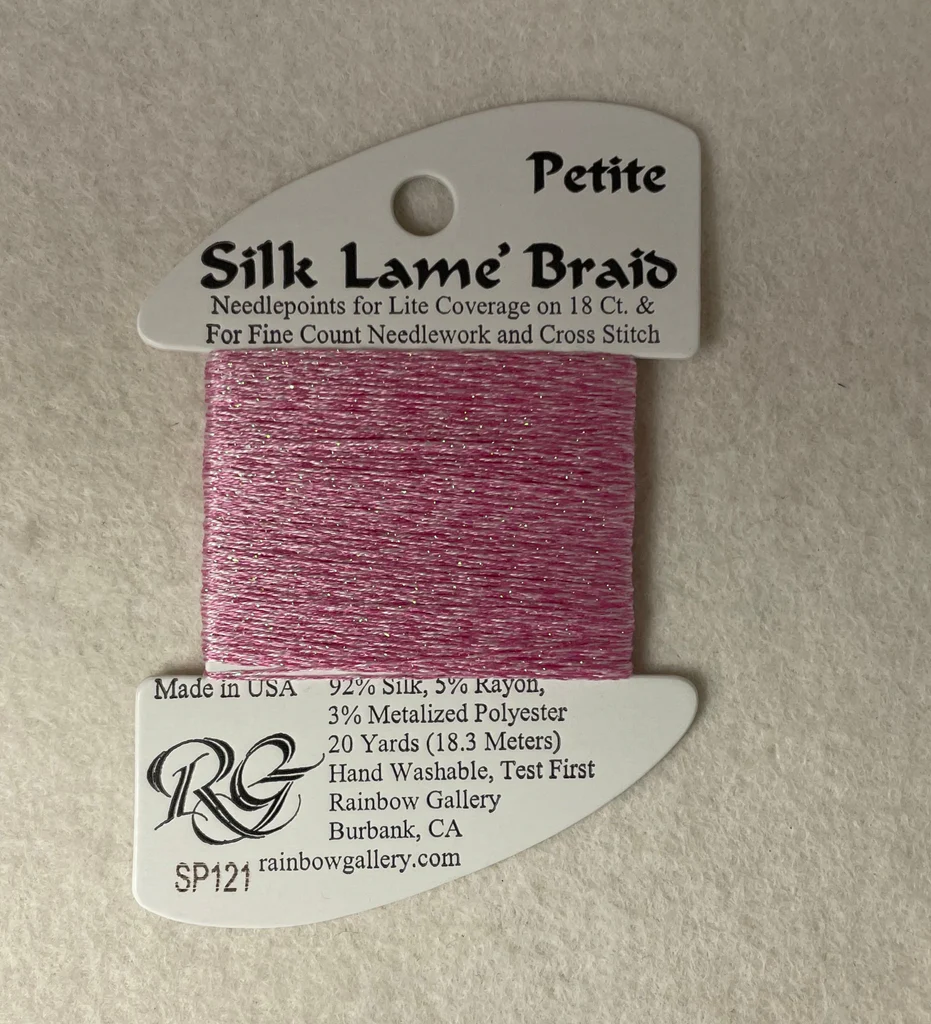 Petite
Silk Lamé Braid
Needlepoints for Lite Coverage on 18 Ct. &
For Fine Count Needlework and Cross Stitch
Made in USA
92% Silk, 5% Rayon,
3% Metalized Polyester
20 Yards (18.3 Meters)
Hand Washable, Test First
Rainbow Gallery
Burbank, CA
rainbowgallery.com
RG
SP121